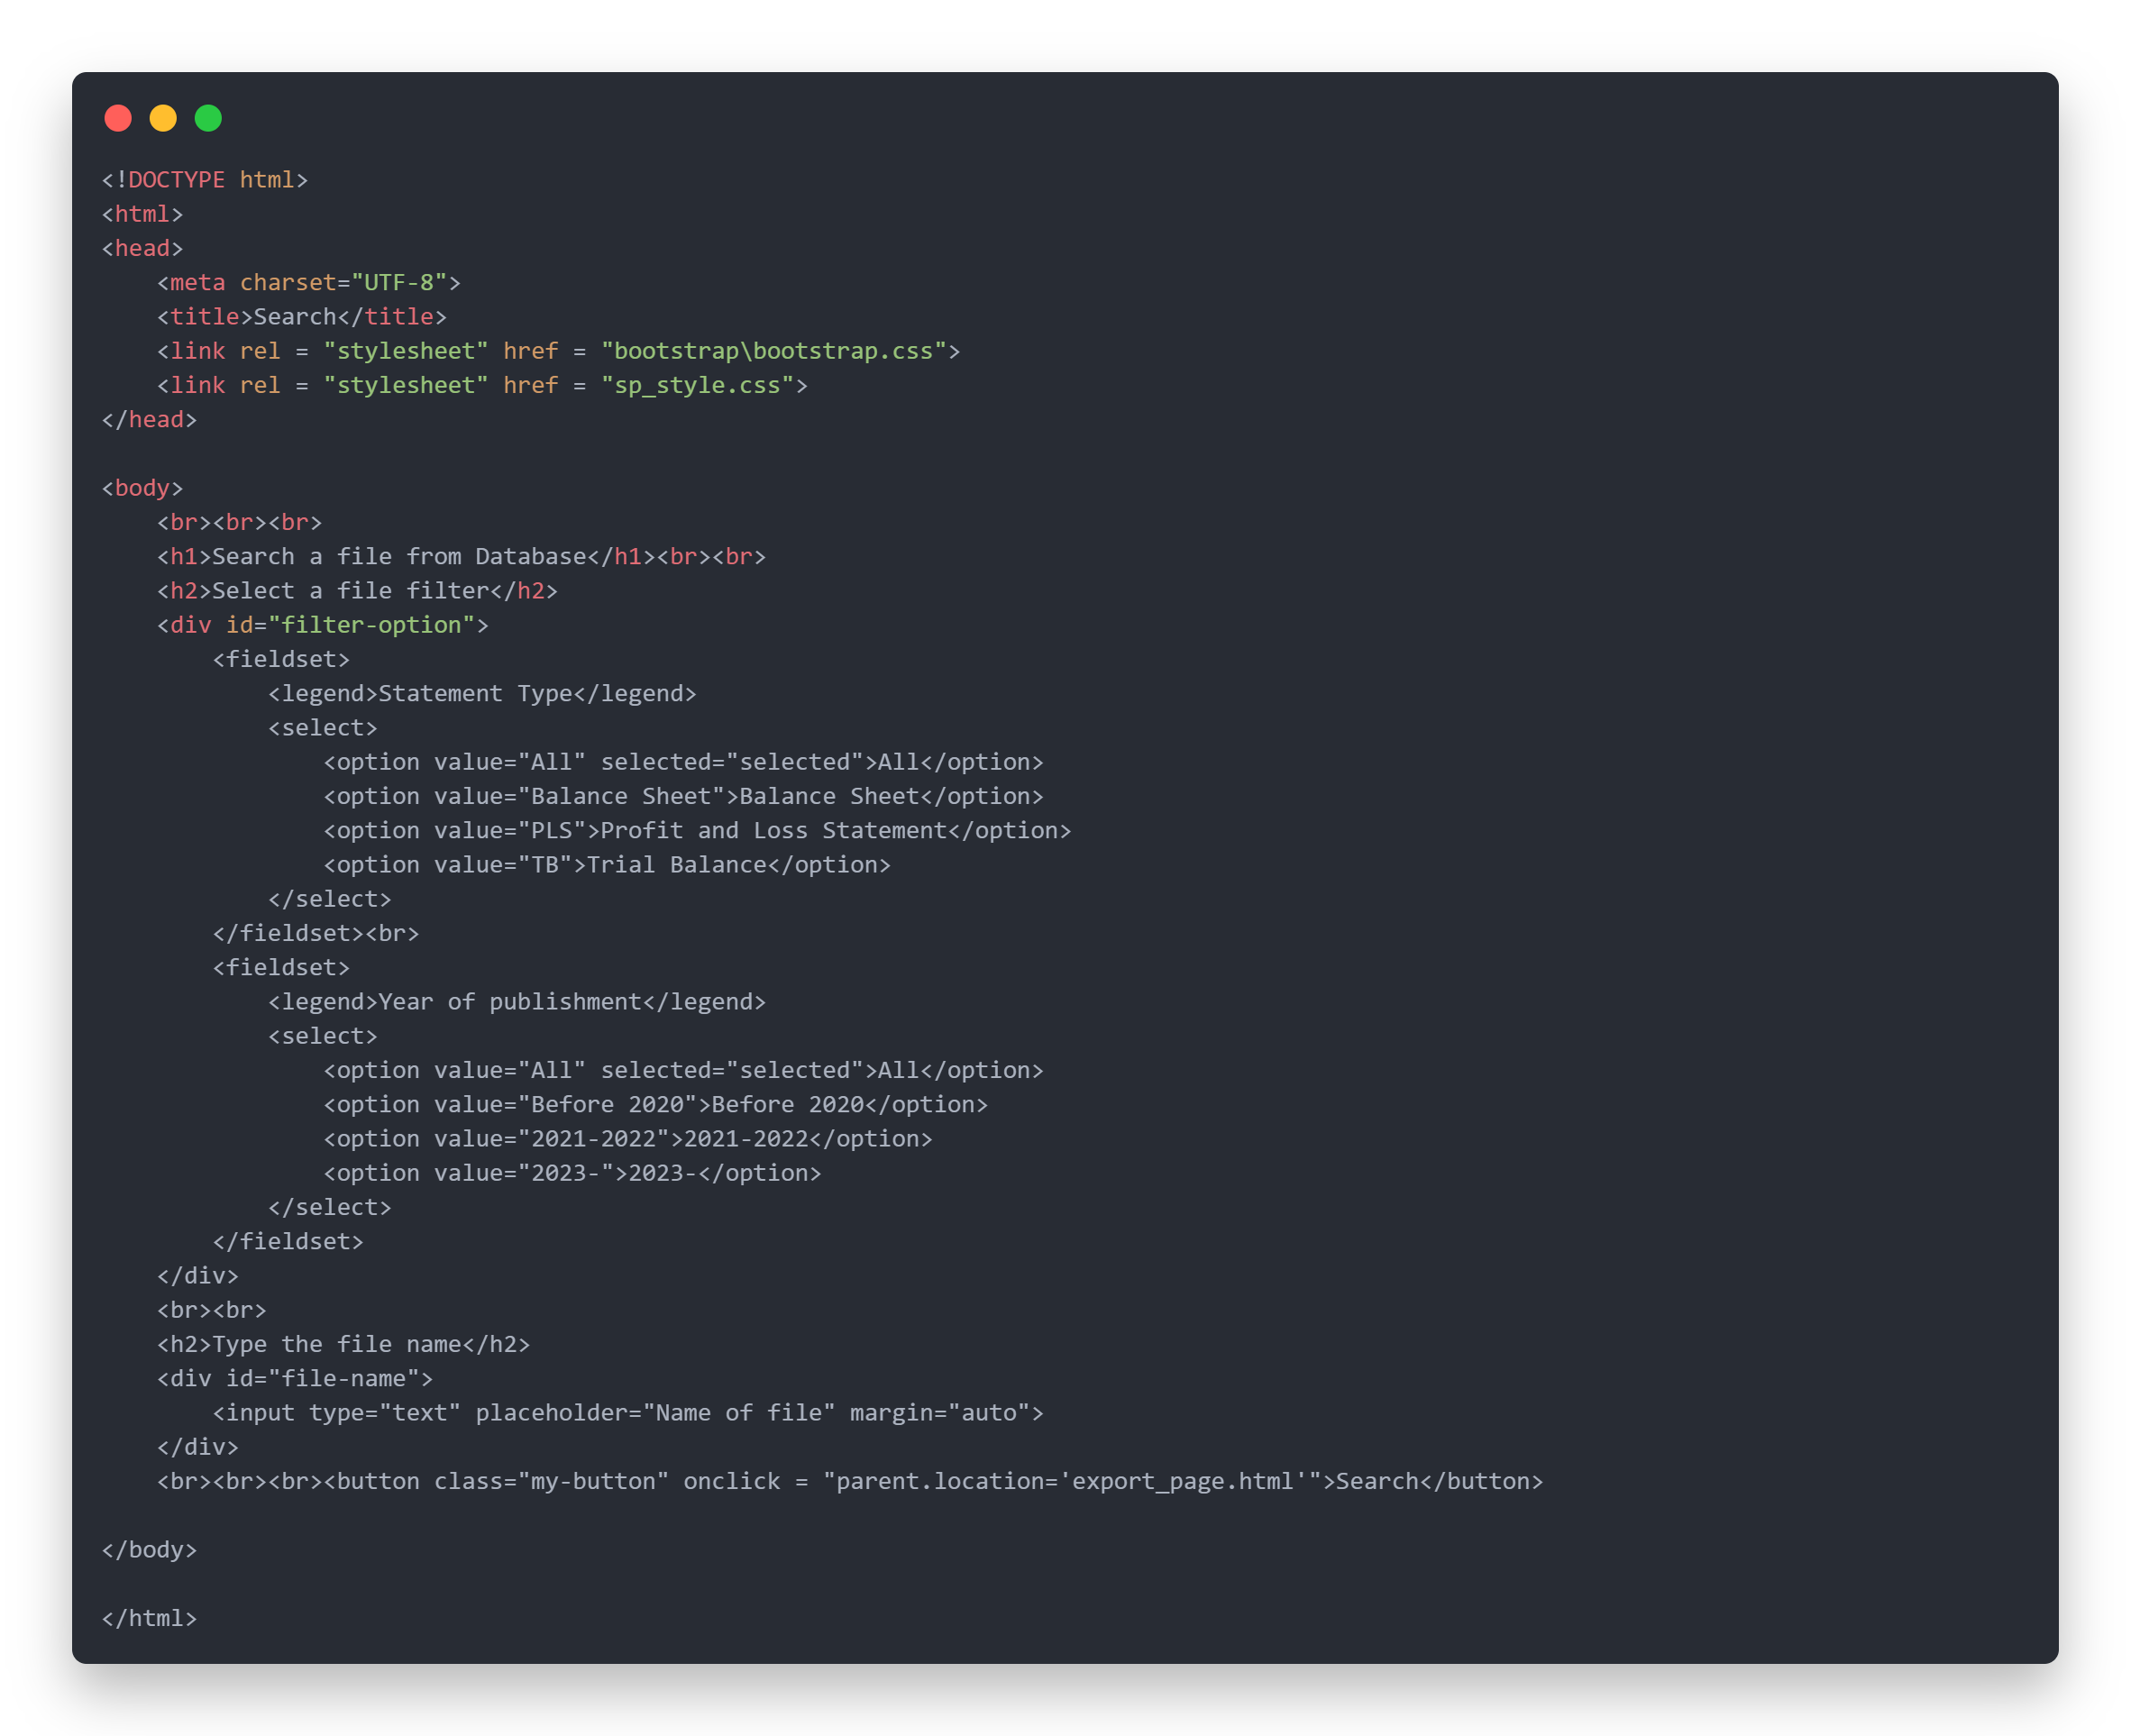 <!DOCTYPE html>
<html>
<head>
    <meta charset="UTF-8">
    <title>Search</title>
    <link rel = "stylesheet" href = "bootstrap\bootstrap.css">
    <link rel = "stylesheet" href = "sp_style.css">
</head>

<body>
    <br><br><br>
    <h1>Search a file from Database</h1><br><br>
    <h2>Select a file filter</h2>
    <div id="filter-option">
        <fieldset>
            <legend>Statement Type</legend>
            <select>
                <option value="All" selected="selected">All</option>
                <option value="Balance Sheet">Balance Sheet</option>
                <option value="PLS">Profit and Loss Statement</option>
                <option value="TB">Trial Balance</option>
            </select>
        </fieldset><br>
        <fieldset>
            <legend>Year of publishment</legend>
            <select>
                <option value="All" selected="selected">All</option>
                <option value="Before 2020">Before 2020</option>
                <option value="2021-2022">2021-2022</option>
                <option value="2023-">2023-</option>
            </select>
        </fieldset>
    </div>
    <br><br>
    <h2>Type the file name</h2>
    <div id="file-name">
        <input type="text" placeholder="Name of file" margin="auto">
    </div>
    <br><br><br><button class="my-button" onclick = "parent.location='export_page.html'">Search</button>

</body>

</html>